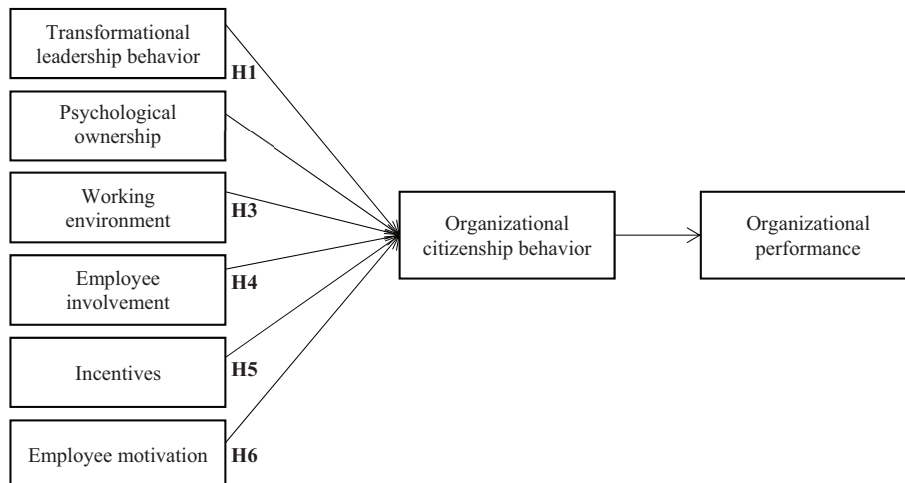 Transformational
leadership behavior
H1
Psychological
ownership
Working
environment
H3
Employee
involvement
H4
Incentives
H5
Employee motivation
H6
Organizational
citizenship behavior
Organizational
performance